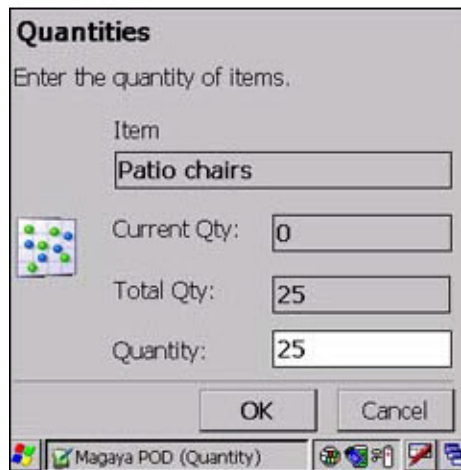 Quantities
Enter the quantity of items.
Item
Patio chairs
Current Qty: 0
Total Qty: 25
Quantity: 25
OK Cancel
Magaya POD (Quantity)